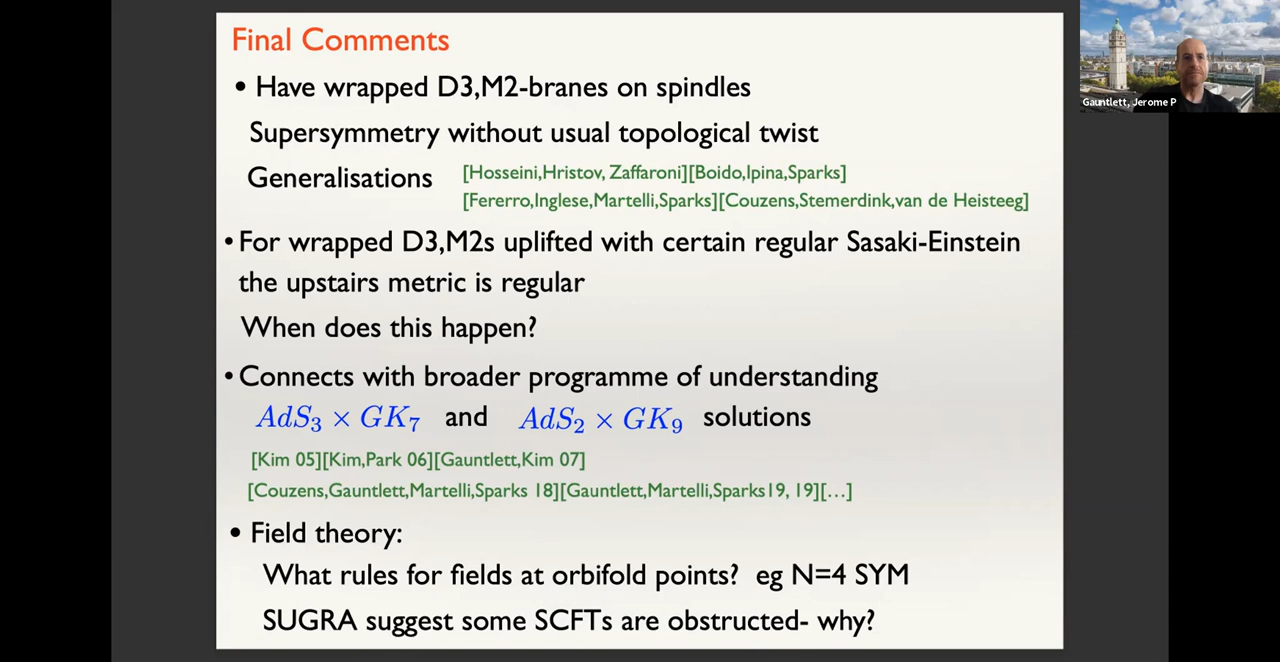 Final Comments
• Have wrapped D3,M2-branes on spindles
Supersymmetry without usual topological twist
Generalisations [Hosseini,Hristov, Zaffaroni][Boido,Ipina,Sparks]
[Fererro,Inglese,Martelli,Sparks][Couzens,Stemerdink,van de Heisteeg]
• For wrapped D3,M2s uplifted with certain regular Sasaki-Einstein
the upstairs metric is regular
When does this happen?
• Connects with broader programme of understanding
AdS₃ × GK₇ and AdS₂ × GK₉ solutions
[Kim 05][Kim,Park 06][Gauntlett,Kim 07]
[Couzens,Gauntlett,Martelli,Sparks 18][Gauntlett,Martelli,Sparks19, 19][...]
• Field theory:
What rules for fields at orbifold points? eg N=4 SYM
SUGRA suggest some SCFTs are obstructed- why?
Gauntlett, Jerome P